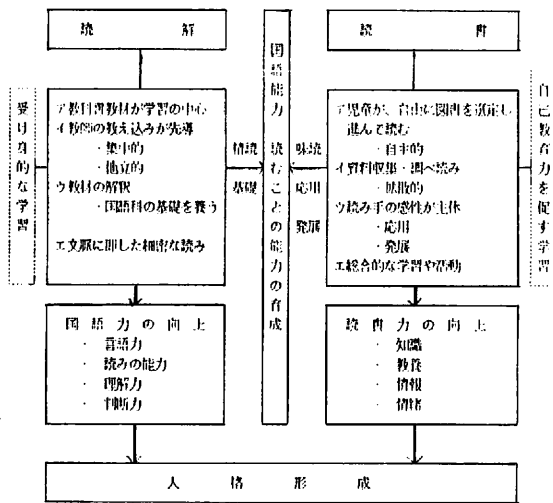 読解
受け身的な学習
ア教科書教材が学習の中心
イ教師の教え込みが先導
・集中的
・独立的
ウ教材の解釈
・国語科の基礎を養う
エ文脈に即した細密な読み
国語力の向上
・言語力
・読みの能力
・理解力
・判断力
精読
基礎
国語能力 読むことの能力の育成
味読
応用
発展
読書
ア児童が、自由に図書を選定し
進んで読む
・自主的
イ資料収集・調べ読み
・拡散的
ウ読み手の感性が主体
・応用
・発展
エ総合的な学習や活動
自己教育力を促す学習
読書力の向上
・知識
・教養
・情報
・情緒
人格形成